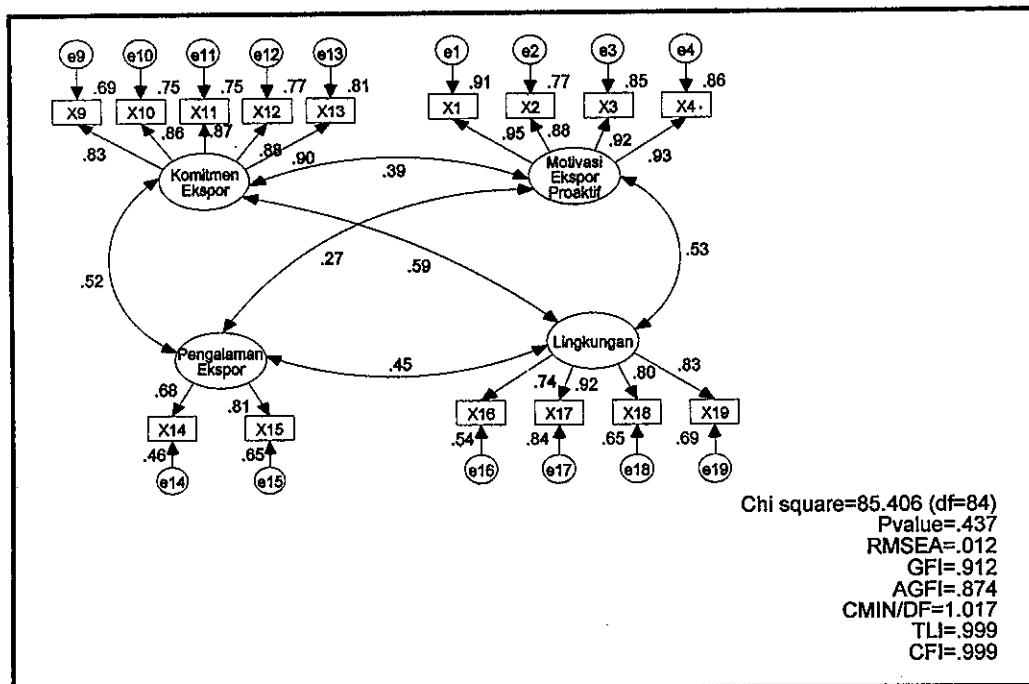 e9 e10 e11 e12 e13 e1 e2 e3 e4
.69 .75 .75 .77 .81 .91 .77 .85 .86
X9 X10 X11 X12 X13 X1 X2 X3 X4
.83 .86 .87 .88 .90 .95 .88 .92 .93
Komitmen
Ekspor
.39
Motivasi
Ekspor
Proaktif
.52 .27 .59 .53
Pengalaman
Ekspor
.45
Lingkungan
.68 .81 .74 .92 .80 .83
X14 X15 X16 X17 X18 X19
.46 .65 .54 .84 .65 .69
e14 e15 e16 e17 e18 e19
Chi square=85.406 (df=84)
Pvalue=.437
RMSEA=.012
GFI=.912
AGFI=.874
CMIN/DF=1.017
TLI=.999
CFI=.999